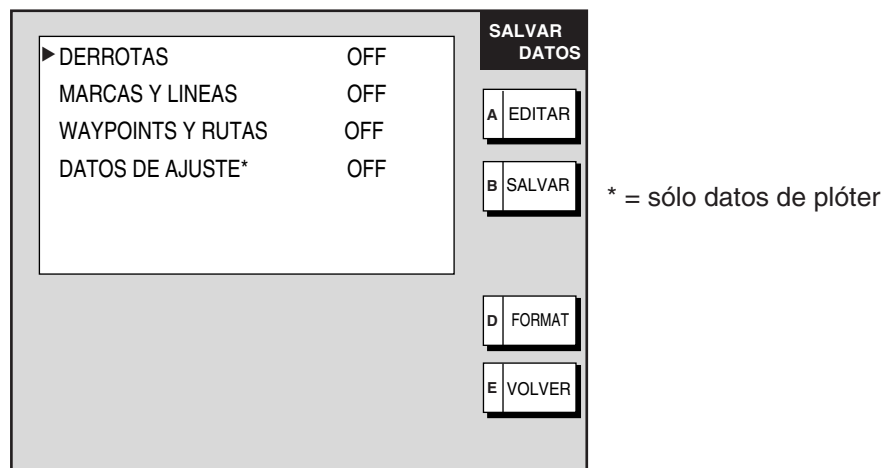 DERROTAS OFF
MARCAS Y LINEAS OFF
WAYPOINTS Y RUTAS OFF
DATOS DE AJUSTE* OFF
SALVAR
DATOS
A EDITAR
B SALVAR
D FORMAT
E VOLVER
* = sólo datos de plóter